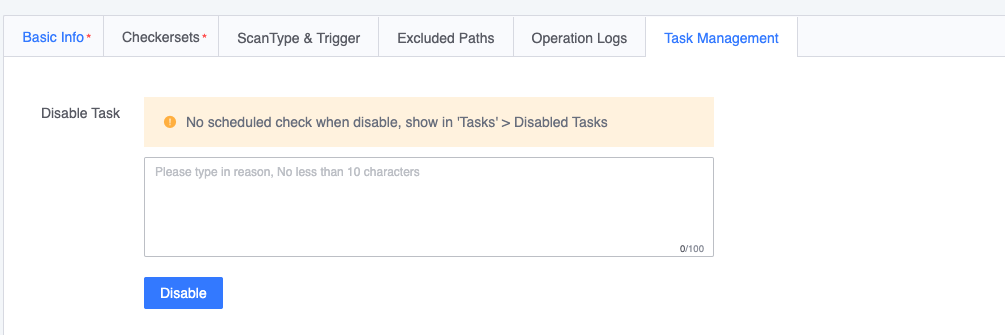 Basic Info* Checkersets* ScanType & Trigger Excluded Paths Operation Logs Task Management
Disable Task
! No scheduled check when disable, show in 'Tasks' > Disabled Tasks
Please type in reason, No less than 10 characters
0/100
Disable